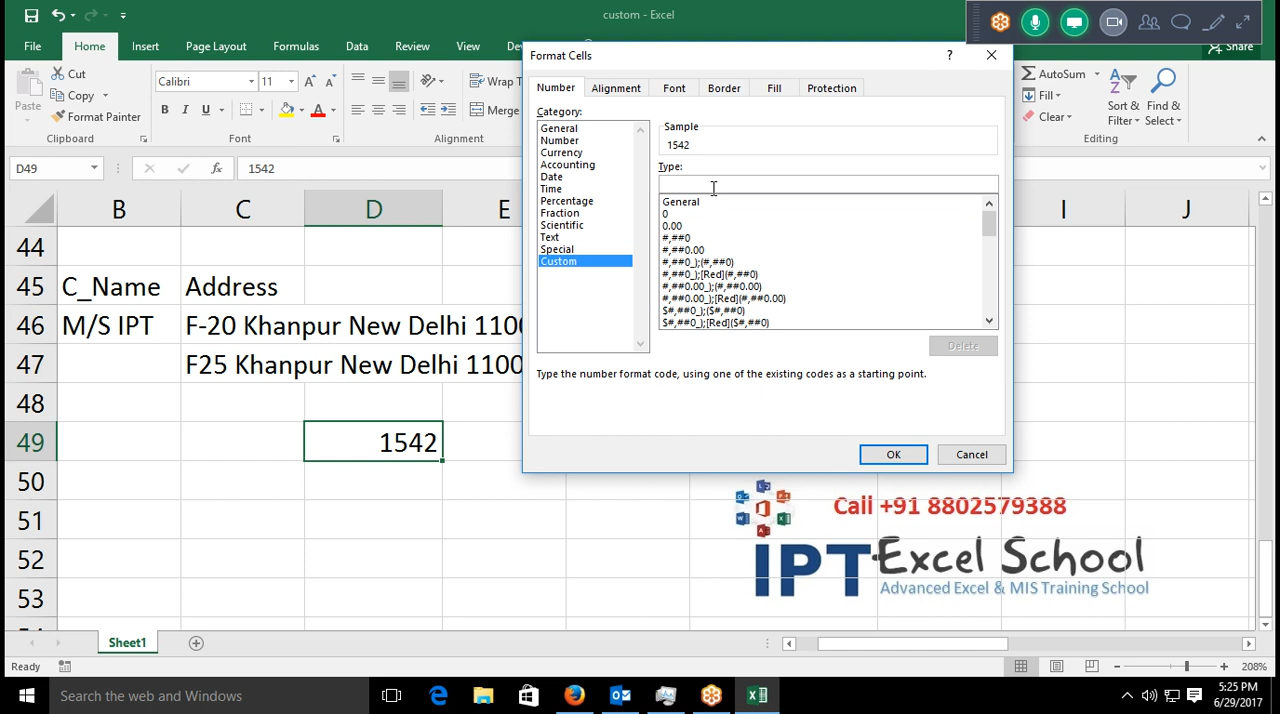 custom - Excel
File
Home
Insert
Page Layout
Formulas
Data
Review
View
Share
Paste
Cut
Copy
Format Painter
Clipboard
Calibri
11
B I U
Font
Wrap T
Merge
Alignment
AutoSum
Fill
Clear
Sort & Filter
Find & Select
Editing
D49
fx
1542
B C D E I J
44
45 C_Name Address
46 M/S IPT F-20 Khanpur New Delhi 1100
47 F25 Khanpur New Delhi 1100
48
49 1542
50
51
52
53
Format Cells
?
Number
Alignment
Font
Border
Fill
Protection
Category:
General
Number
Currency
Accounting
Date
Time
Percentage
Fraction
Scientific
Text
Special
Custom
Sample
1542
Type:
General
0
0.00
#,##0
#,##0.00
#,##0_);(#,##0)
#,##0_);[Red](#,##0)
#,##0.00_);(#,##0.00)
#,##0.00_);[Red](#,##0.00)
$#,##0_);($#,##0)
$#,##0_);[Red]($#,##0)
Delete
Type the number format code, using one of the existing codes as a starting point.
OK
Cancel
Call +91 8802579388
IPT Excel School
Advanced Excel & MIS Training School
Sheet1
Ready
208%
Search the web and Windows
5:25 PM
6/29/2017